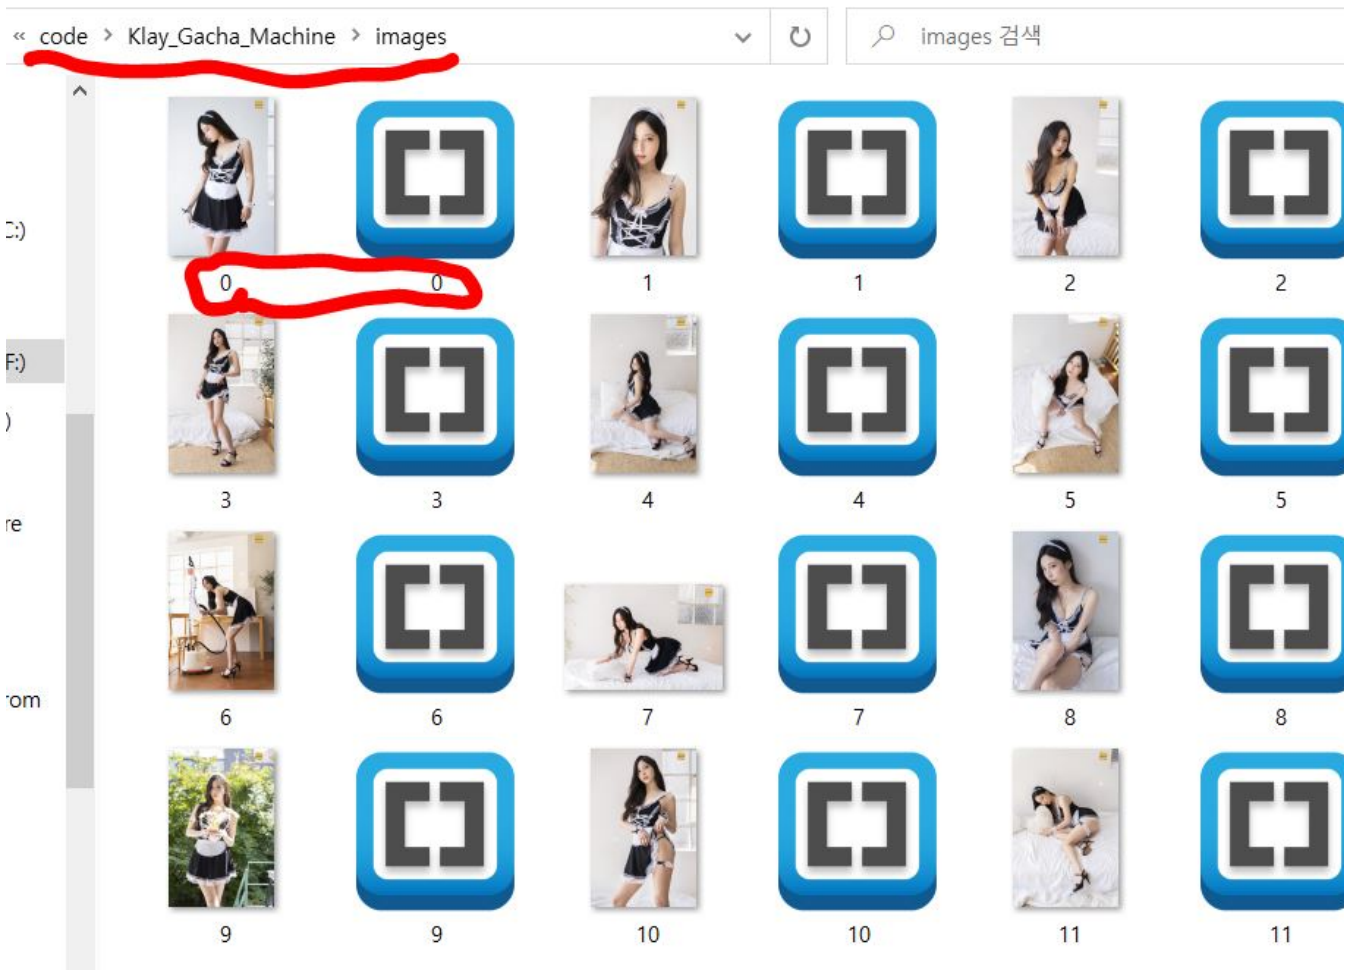 « code > Klay_Gacha_Machine > images
images 검색
C:)
0 0 1 1 2 2
F:)
)
3 3 4 4 5 5
re
6 6 7 7 8 8
rom
9 9 10 10 11 11